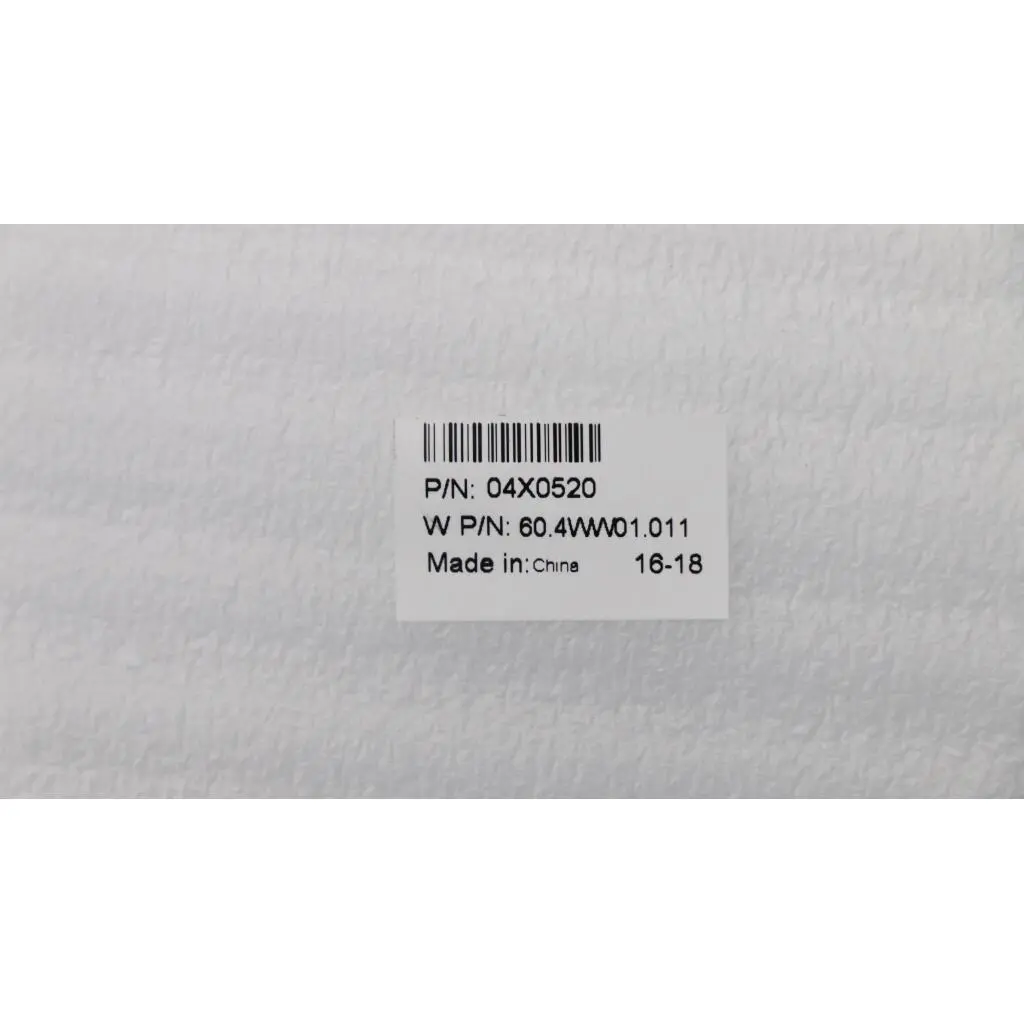 P/N: 04X0520
W P/N: 60.4WW01.011
Made in: China 16-18